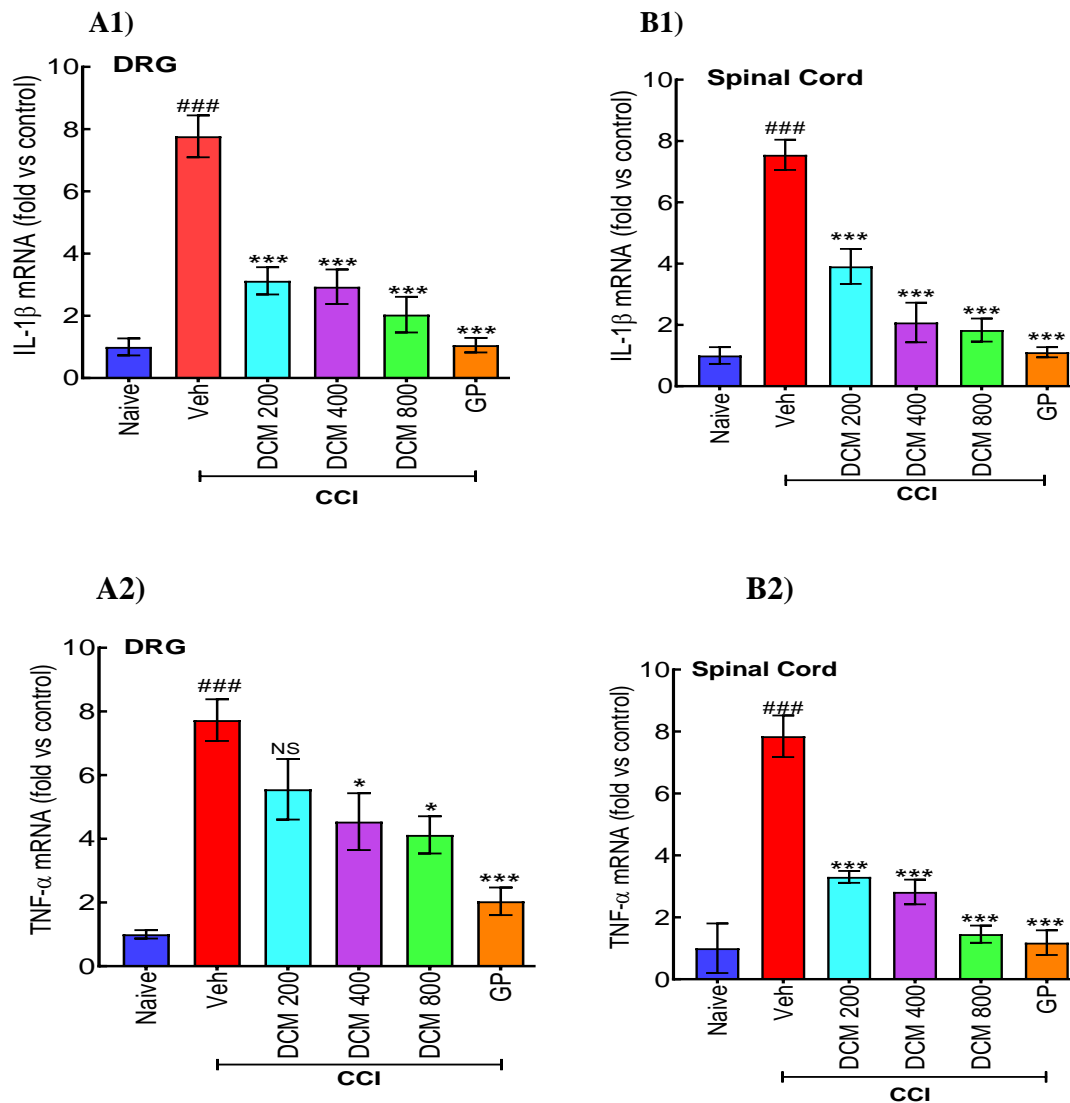 A1)
DRG
IL-1β mRNA (fold vs control)
10
8
6
4
2
0
###
***
***
***
***
Naive
Veh
DCM 200
DCM 400
DCM 800
GP
CCI
B1)
Spinal Cord
IL-1β mRNA (fold vs control)
10
8
6
4
2
0
###
***
***
***
***
Naive
Veh
DCM 200
DCM 400
DCM 800
GP
CCI
A2)
DRG
TNF-α mRNA (fold vs control)
10
8
6
4
2
0
###
NS
*
*
***
Naive
Veh
DCM 200
DCM 400
DCM 800
GP
CCI
B2)
Spinal Cord
TNF-α mRNA (fold vs control)
10
8
6
4
2
0
###
***
***
***
***
Naive
Veh
DCM 200
DCM 400
DCM 800
GP
CCI